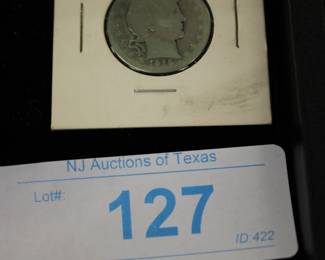 NJ Auctions of Texas
Lot#:
127
ID:422